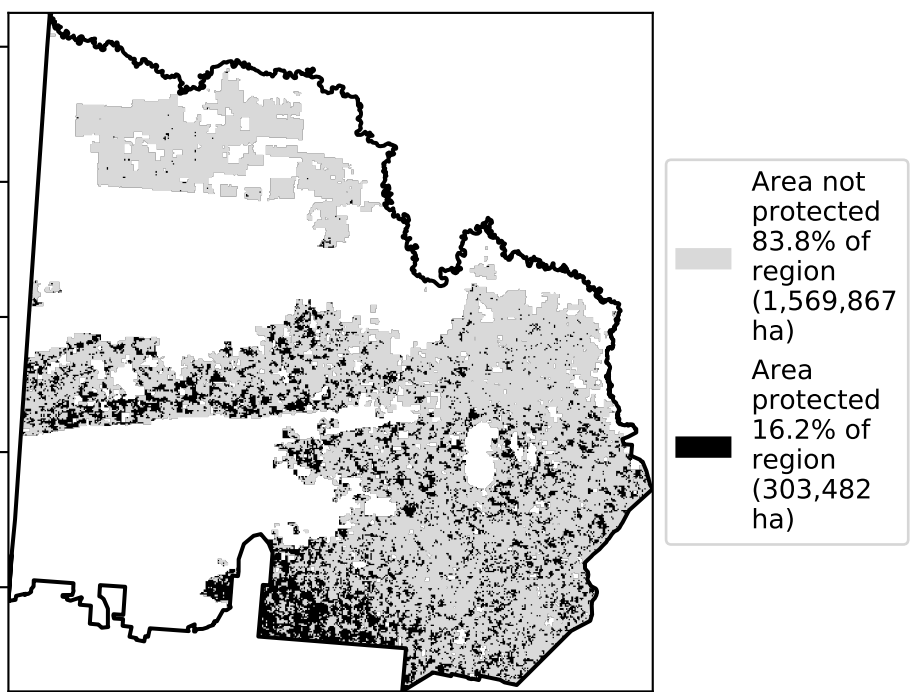 Area not
protected
83.8% of
region
(1,569,867
ha)
Area
protected
16.2% of
region
(303,482
ha)